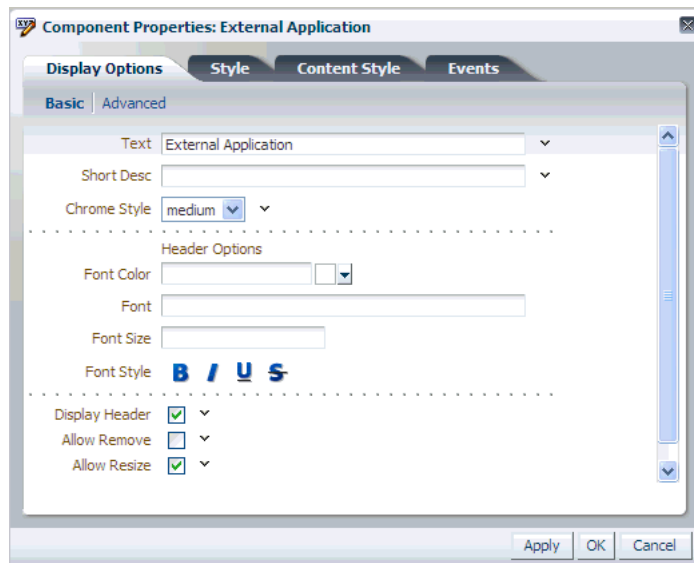 Component Properties: External Application
Display Options Style Content Style Events
Basic Advanced
Text External Application
Short Desc
Chrome Style medium
Header Options
Font Color
Font
Font Size
Font Style B I U S
Display Header
Allow Remove
Allow Resize
Apply OK Cancel